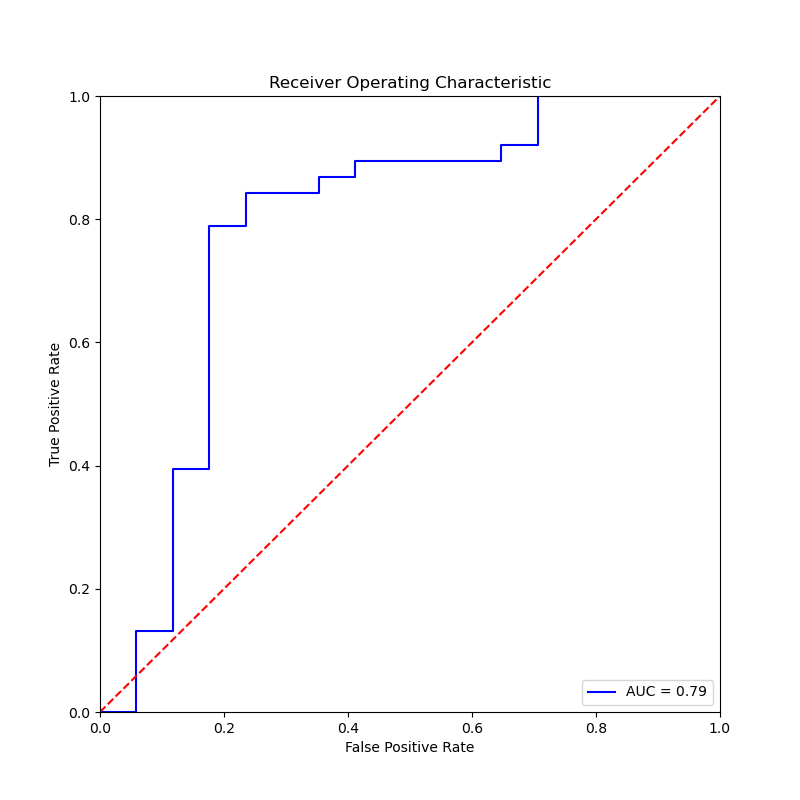 Receiver Operating Characteristic
1.0
0.8
0.6
0.4
0.2
0.0
True Positive Rate
AUC = 0.79
0.0 0.2 0.4 0.6 0.8 1.0
False Positive Rate